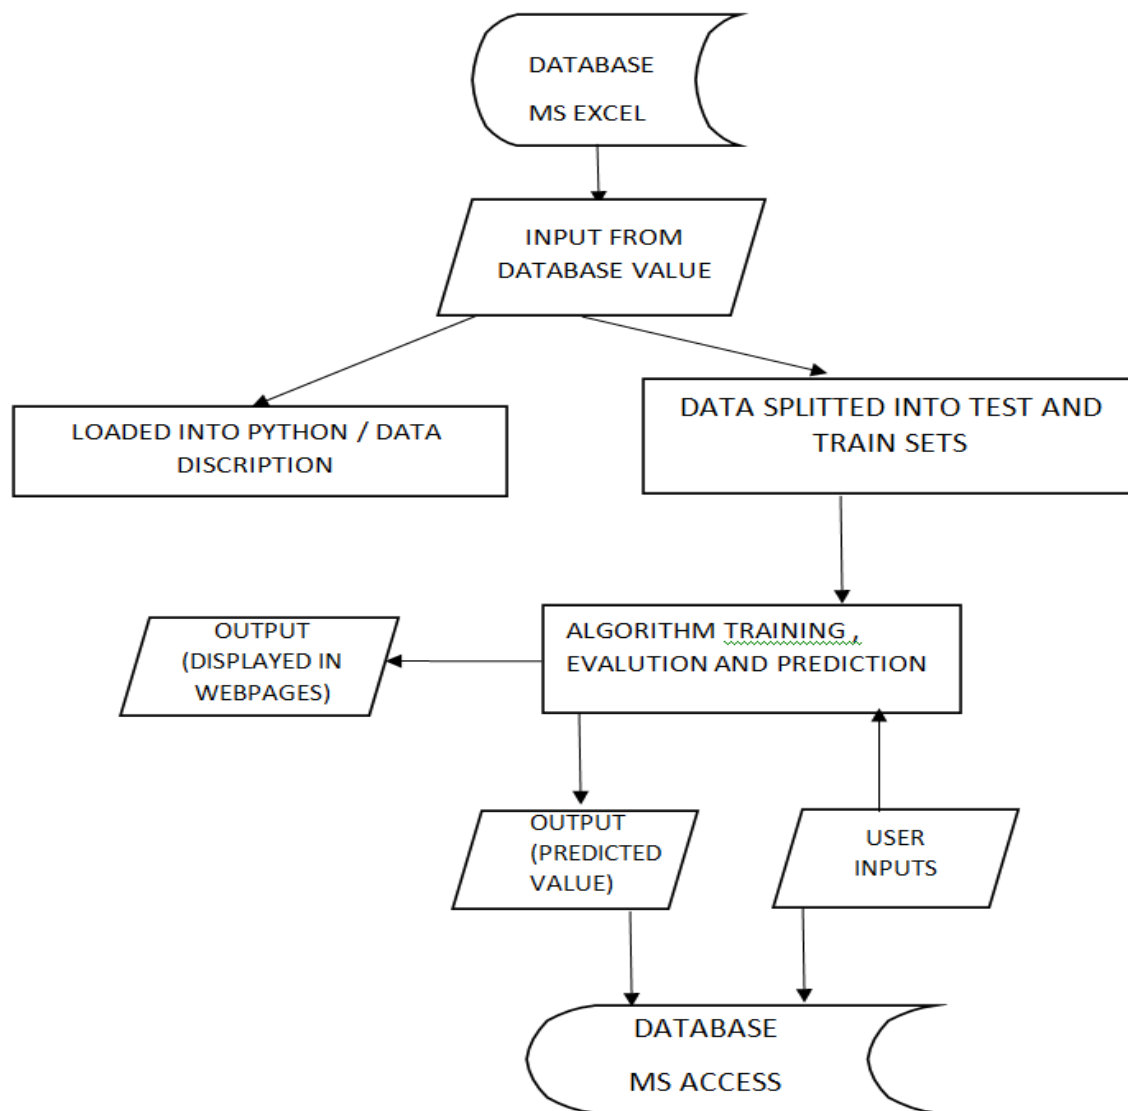 DATABASE
MS EXCEL
INPUT FROM
DATABASE VALUE
LOADED INTO PYTHON / DATA
DISCRIPTION
DATA SPLITTED INTO TEST AND
TRAIN SETS
ALGORITHM TRAINING ,
EVALUTION AND PREDICTION
OUTPUT
(DISPLAYED IN
WEBPAGES)
OUTPUT
(PREDICTED
VALUE)
USER
INPUTS
DATABASE
MS ACCESS